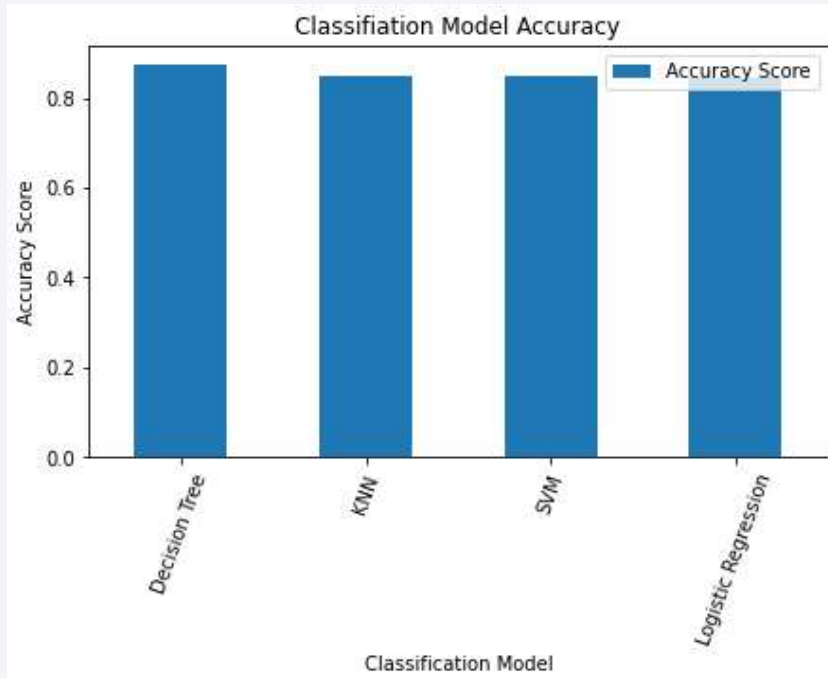 Classifiation Model Accuracy
Accuracy Score
0.8
0.6
0.4
0.2
0.0
Accuracy Score
Decision Tree
KNN
SVM
Logistic Regression
Classification Model